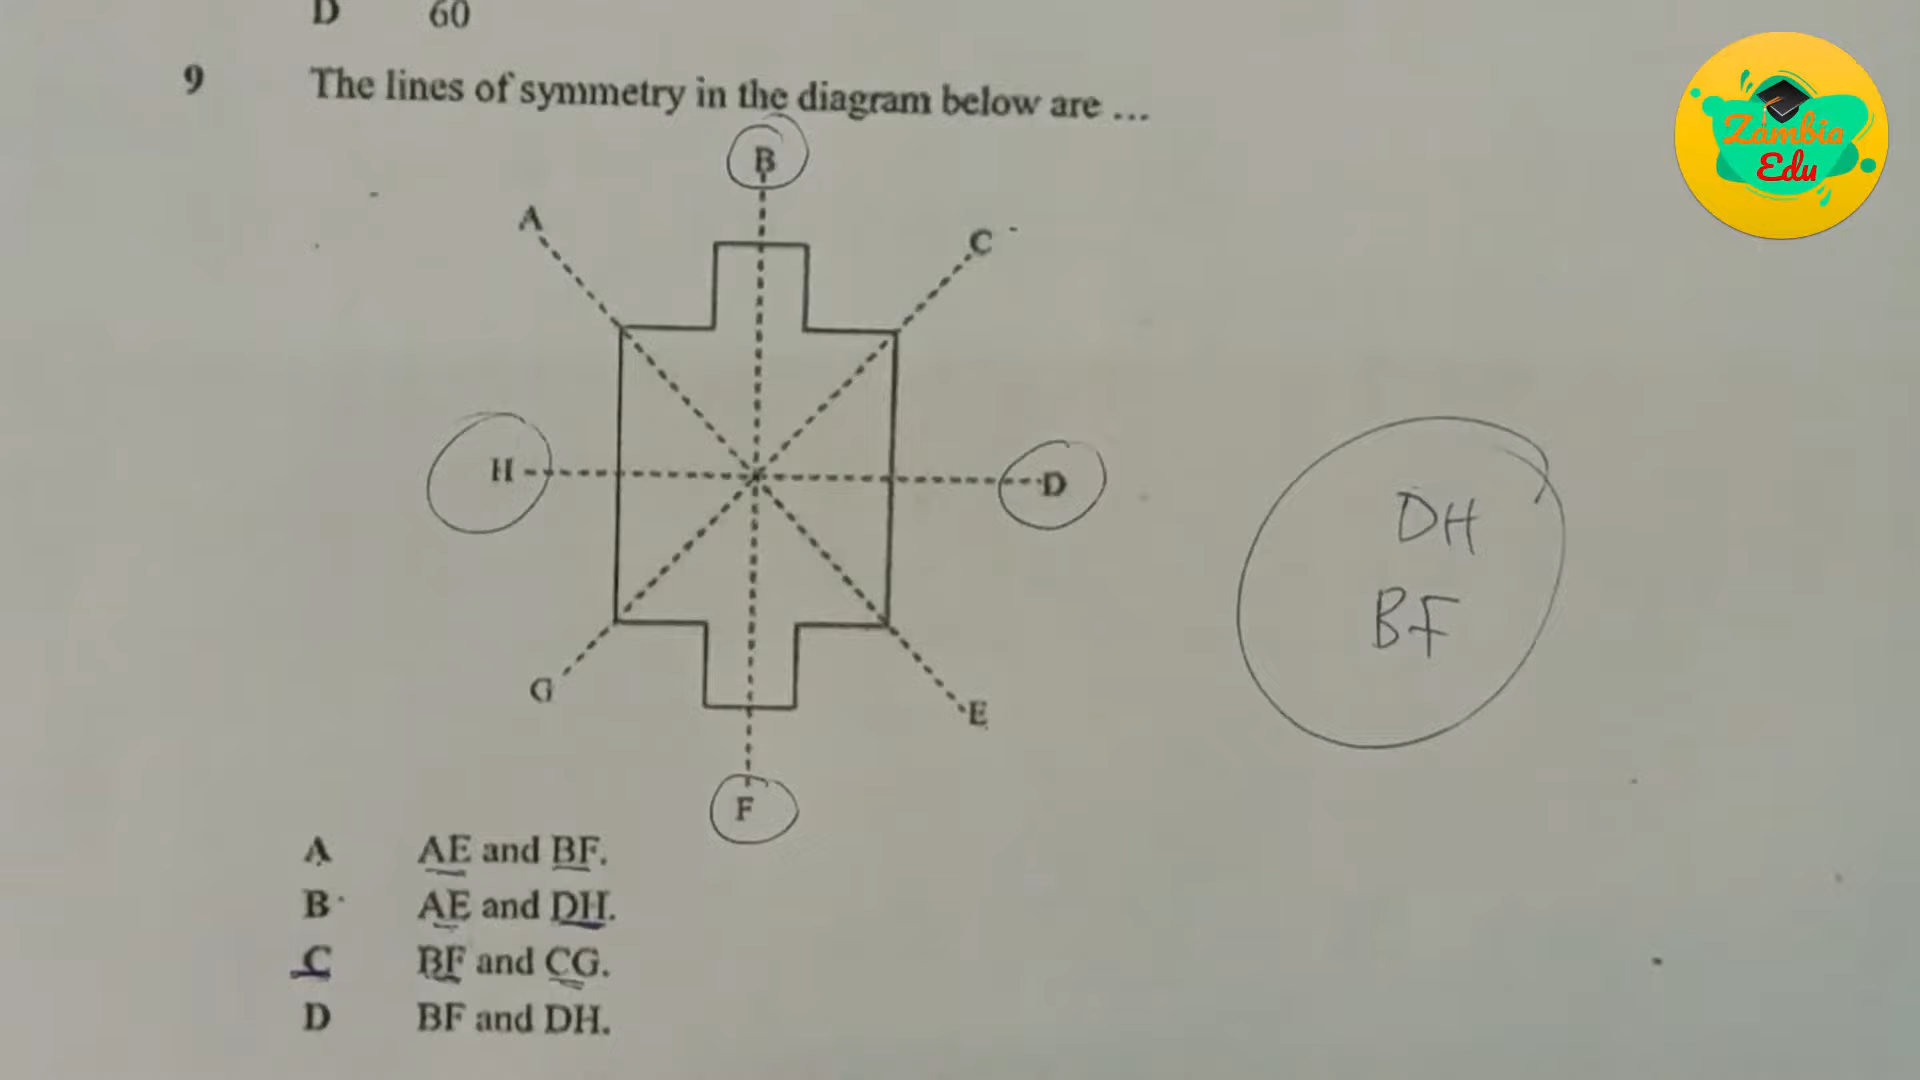 D 60
9 The lines of symmetry in the diagram below are ...
B
A
C
H
D
DH
BF
G
E
F
A AE and BF.
B AE and DH.
C BF and CG.
D BF and DH.
Zambia
Edu